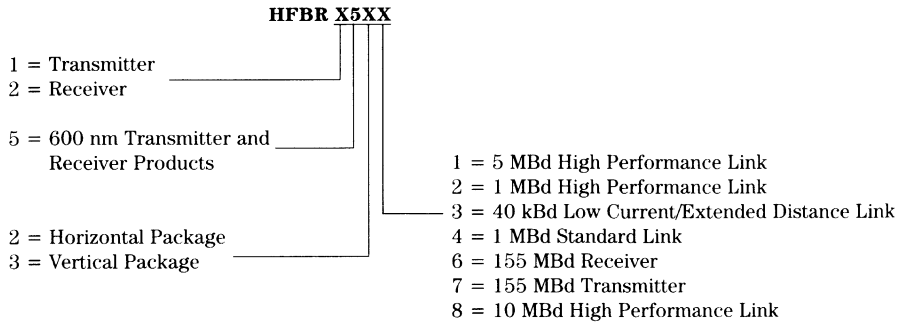 HFBR X5XX
1 = Transmitter
2 = Receiver
5 = 600 nm Transmitter and
Receiver Products
2 = Horizontal Package
3 = Vertical Package
1 = 5 MBd High Performance Link
2 = 1 MBd High Performance Link
3 = 40 kBd Low Current/Extended Distance Link
4 = 1 MBd Standard Link
6 = 155 MBd Receiver
7 = 155 MBd Transmitter
8 = 10 MBd High Performance Link